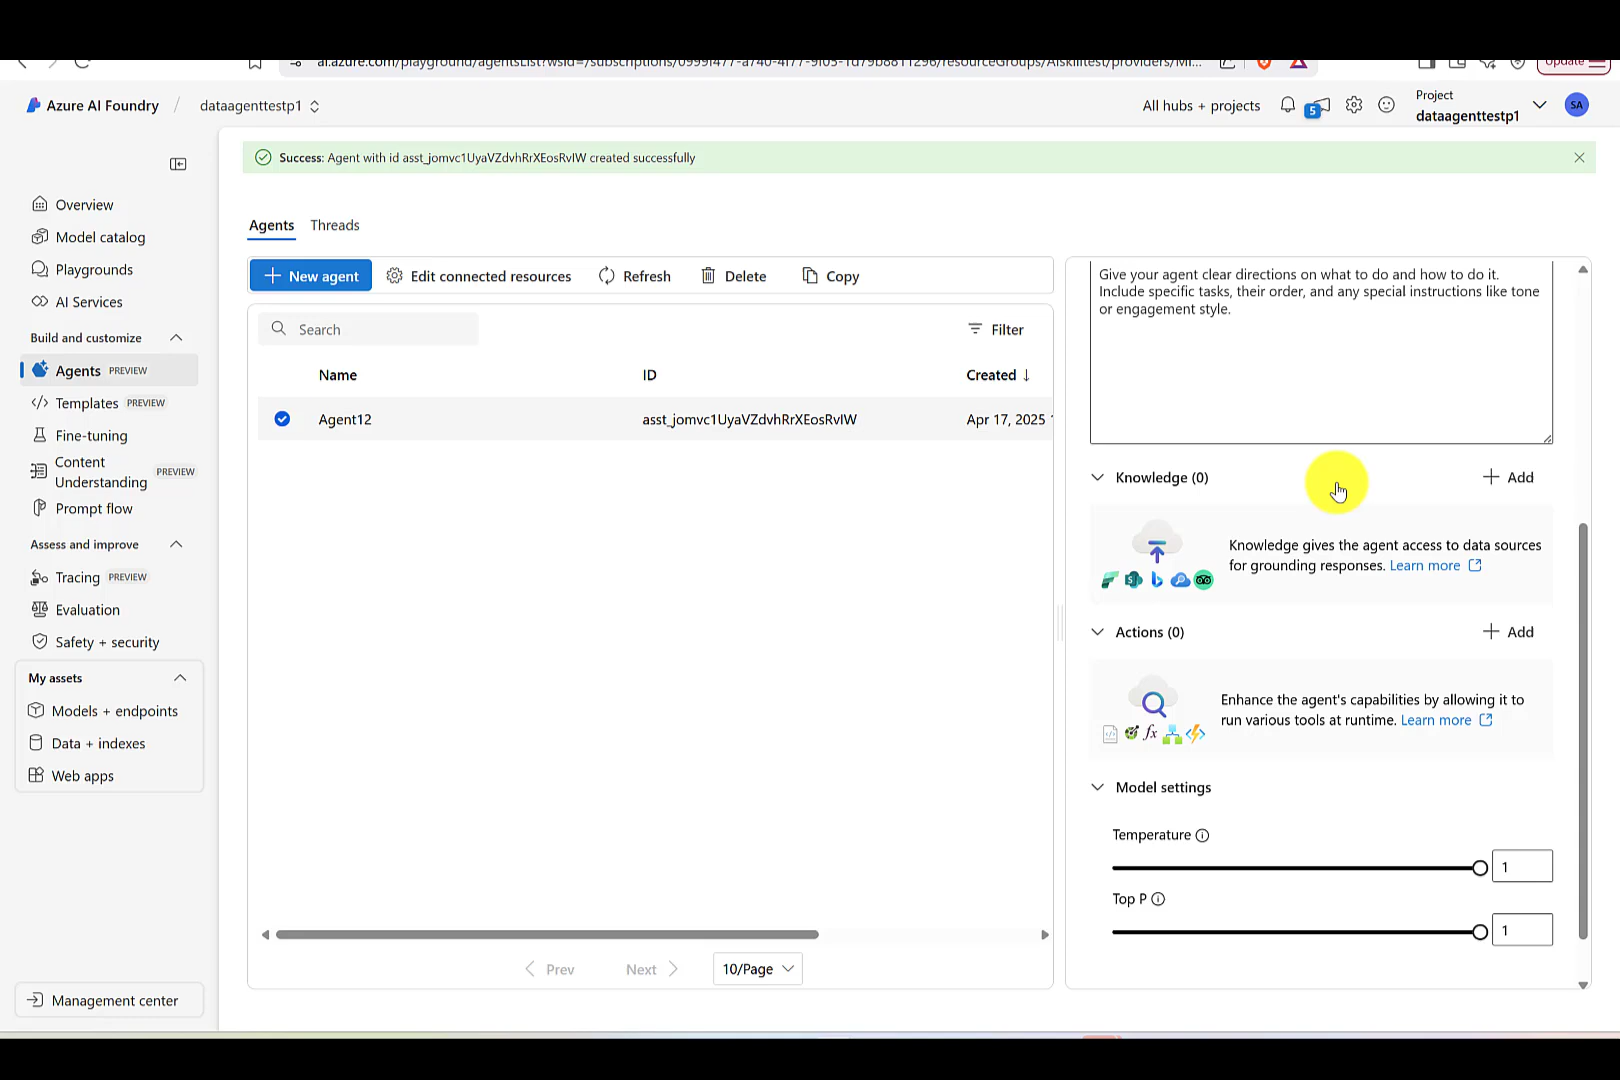 Update
Azure AI Foundry / dataagenttestp1
All hubs + projects
5
Project
dataagenttestp1
SA
Success: Agent with id asst_jomvc1UyaVZdvhRrXEosRvIW created successfully
Overview
Model catalog
Playgrounds
AI Services
Build and customize
Agents PREVIEW
Templates PREVIEW
Fine-tuning
Content
Understanding
PREVIEW
Prompt flow
Assess and improve
Tracing PREVIEW
Evaluation
Safety + security
My assets
Models + endpoints
Data + indexes
Web apps
Management center
Agents Threads
New agent Edit connected resources Refresh Delete Copy
Search
Filter
Name ID Created ↓
Agent12 asst_jomvc1UyaVZdvhRrXEosRvIW Apr 17, 2025
Prev Next 10/Page
Give your agent clear directions on what to do and how to do it.
Include specific tasks, their order, and any special instructions like tone
or engagement style.
Knowledge (0) + Add
Knowledge gives the agent access to data sources
for grounding responses. Learn more
Actions (0) + Add
Enhance the agent's capabilities by allowing it to
run various tools at runtime. Learn more
Model settings
Temperature
1
Top P
1